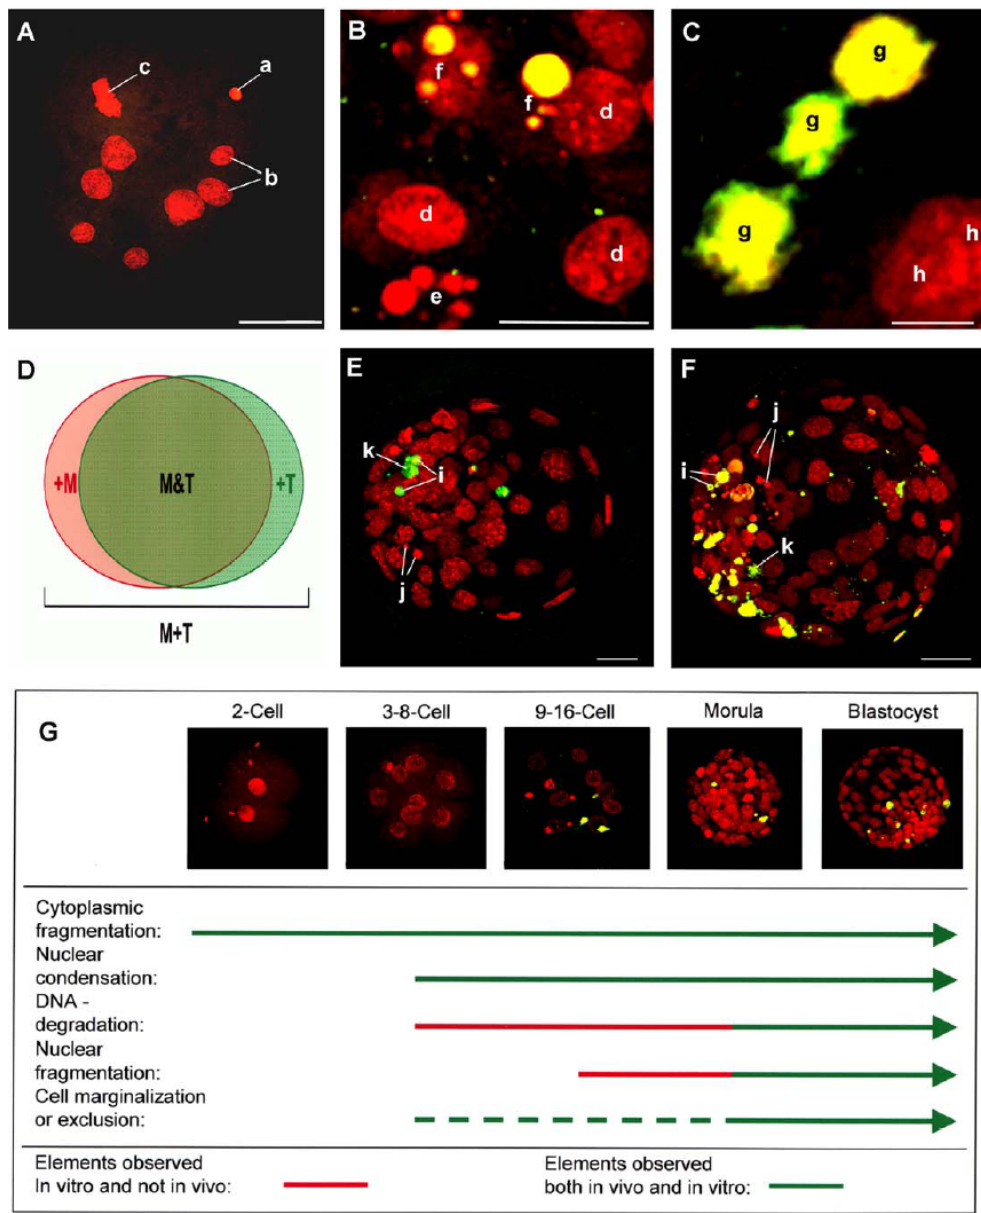 A
c
a
b
B
f
f
d
d
d
e
C
g
g
g
h
h
D
+M
M&T
+T
M+T
E
k
i
j
F
j
i
k
G
2-Cell
3-8-Cell
9-16-Cell
Morula
Blastocyst
Cytoplasmic
fragmentation:
Nuclear
condensation:
DNA -
degradation:
Nuclear
fragmentation:
Cell marginalization
or exclusion:
Elements observed
In vitro and not in vivo:
Elements observed
both in vivo and in vitro: